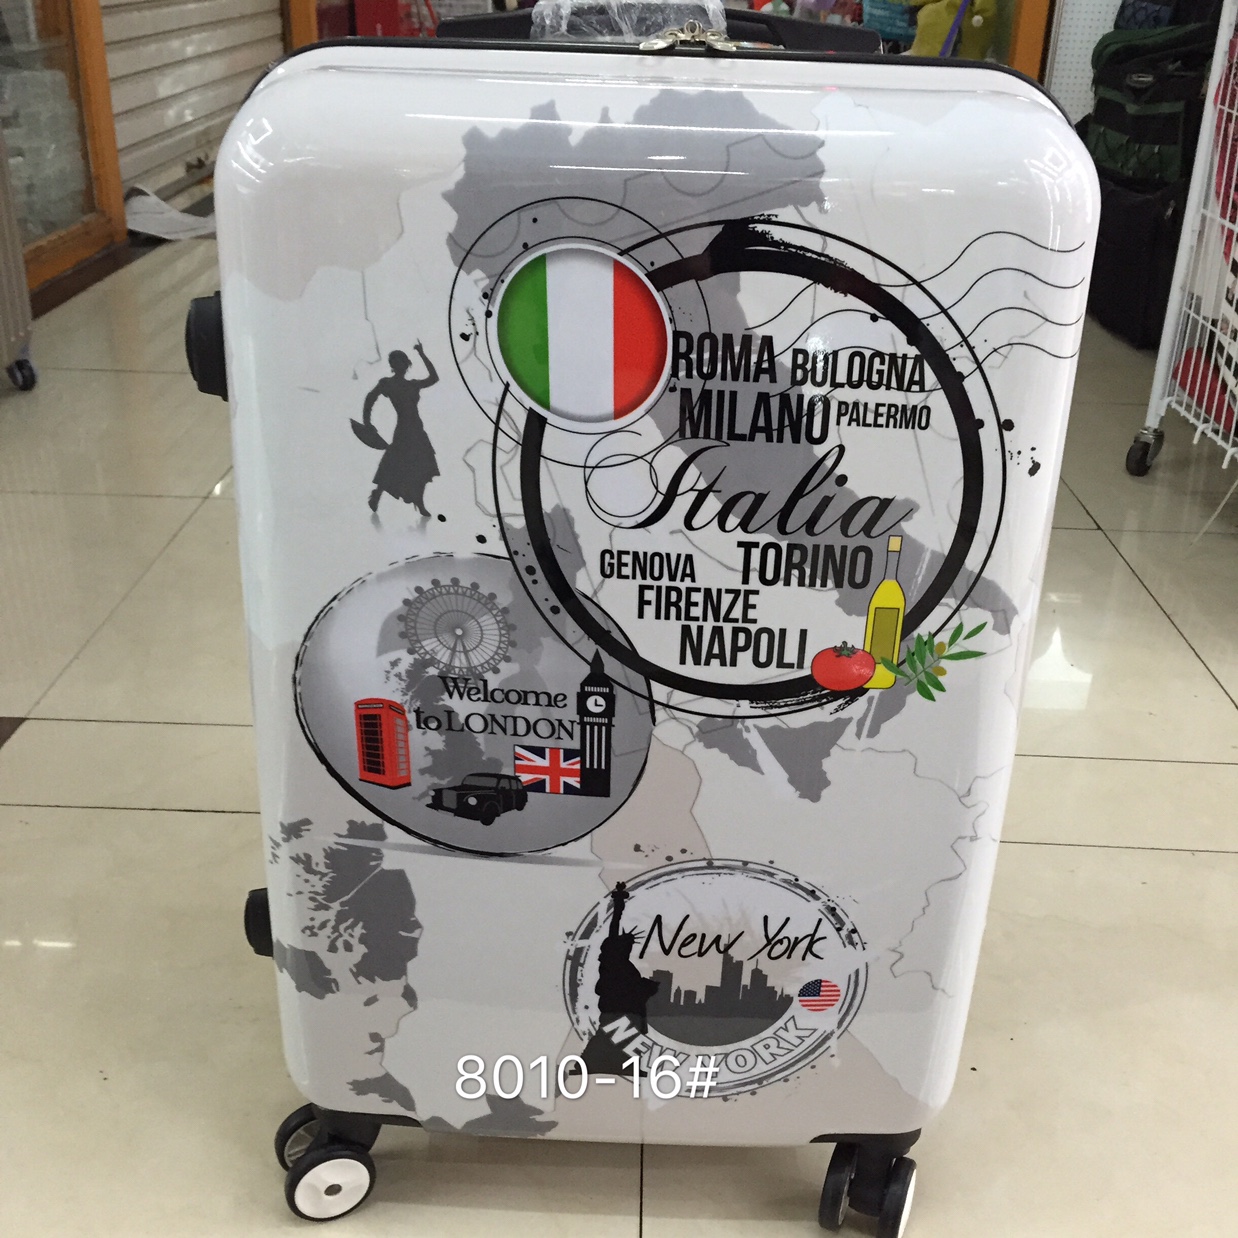 ROMA BOLOGNA
MILANO PALERMO
Italia
GENOVA TORINO
FIRENZE
NAPOLI
Welcome
to LONDON
New York
NEW YORK
8010-16#